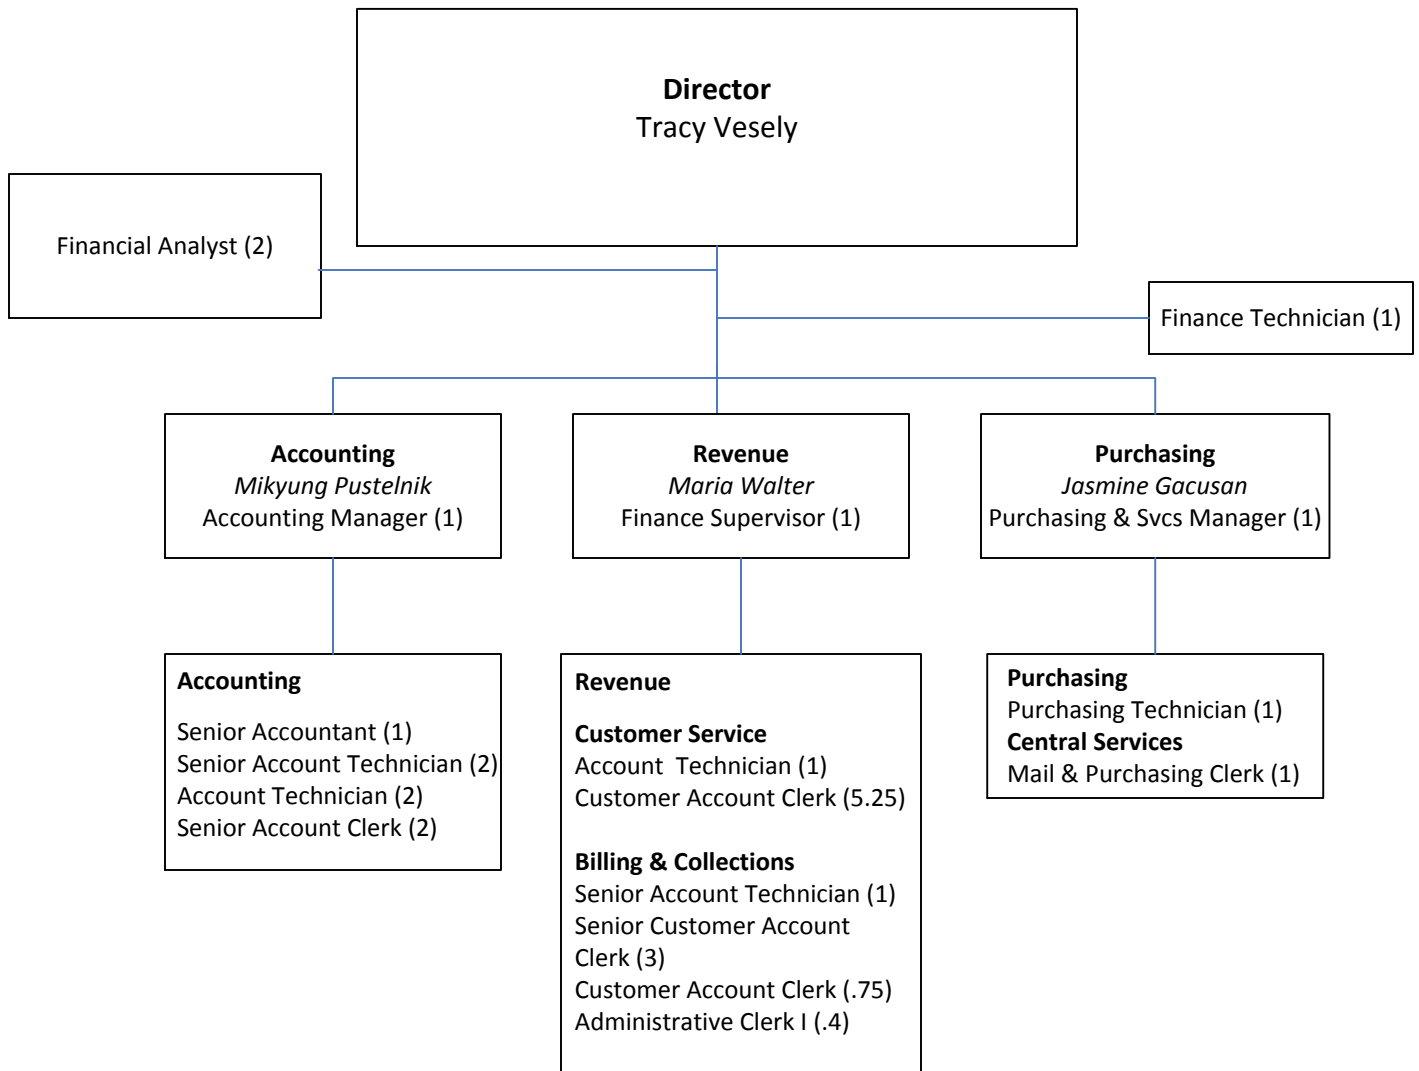 Director
Tracy Vesely
Financial Analyst (2)
Finance Technician (1)
Accounting
Mikyung Pustelnik
Accounting Manager (1)
Revenue
Maria Walter
Finance Supervisor (1)
Purchasing
Jasmine Gacusan
Purchasing & Svcs Manager (1)
Accounting
Senior Accountant (1)
Senior Account Technician (2)
Account Technician (2)
Senior Account Clerk (2)
Revenue
Customer Service
Account  Technician (1)
Customer Account Clerk (5.25)
Billing & Collections
Senior Account Technician (1)
Senior Customer Account
Clerk (3)
Customer Account Clerk (.75)
Administrative Clerk I (.4)
Purchasing
Purchasing Technician (1)
Central Services
Mail & Purchasing Clerk (1)